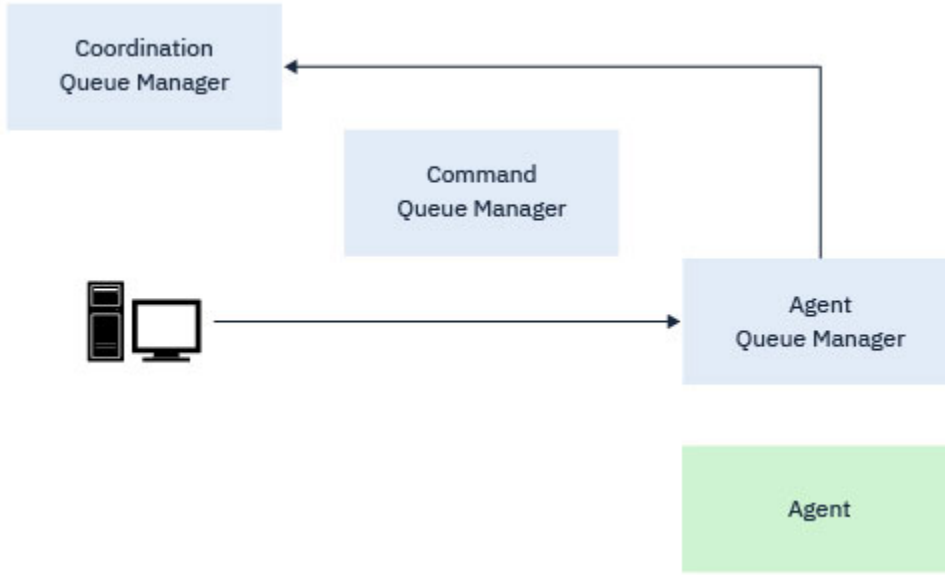 Coordination
Queue Manager
Command
Queue Manager
Agent
Queue Manager
Agent